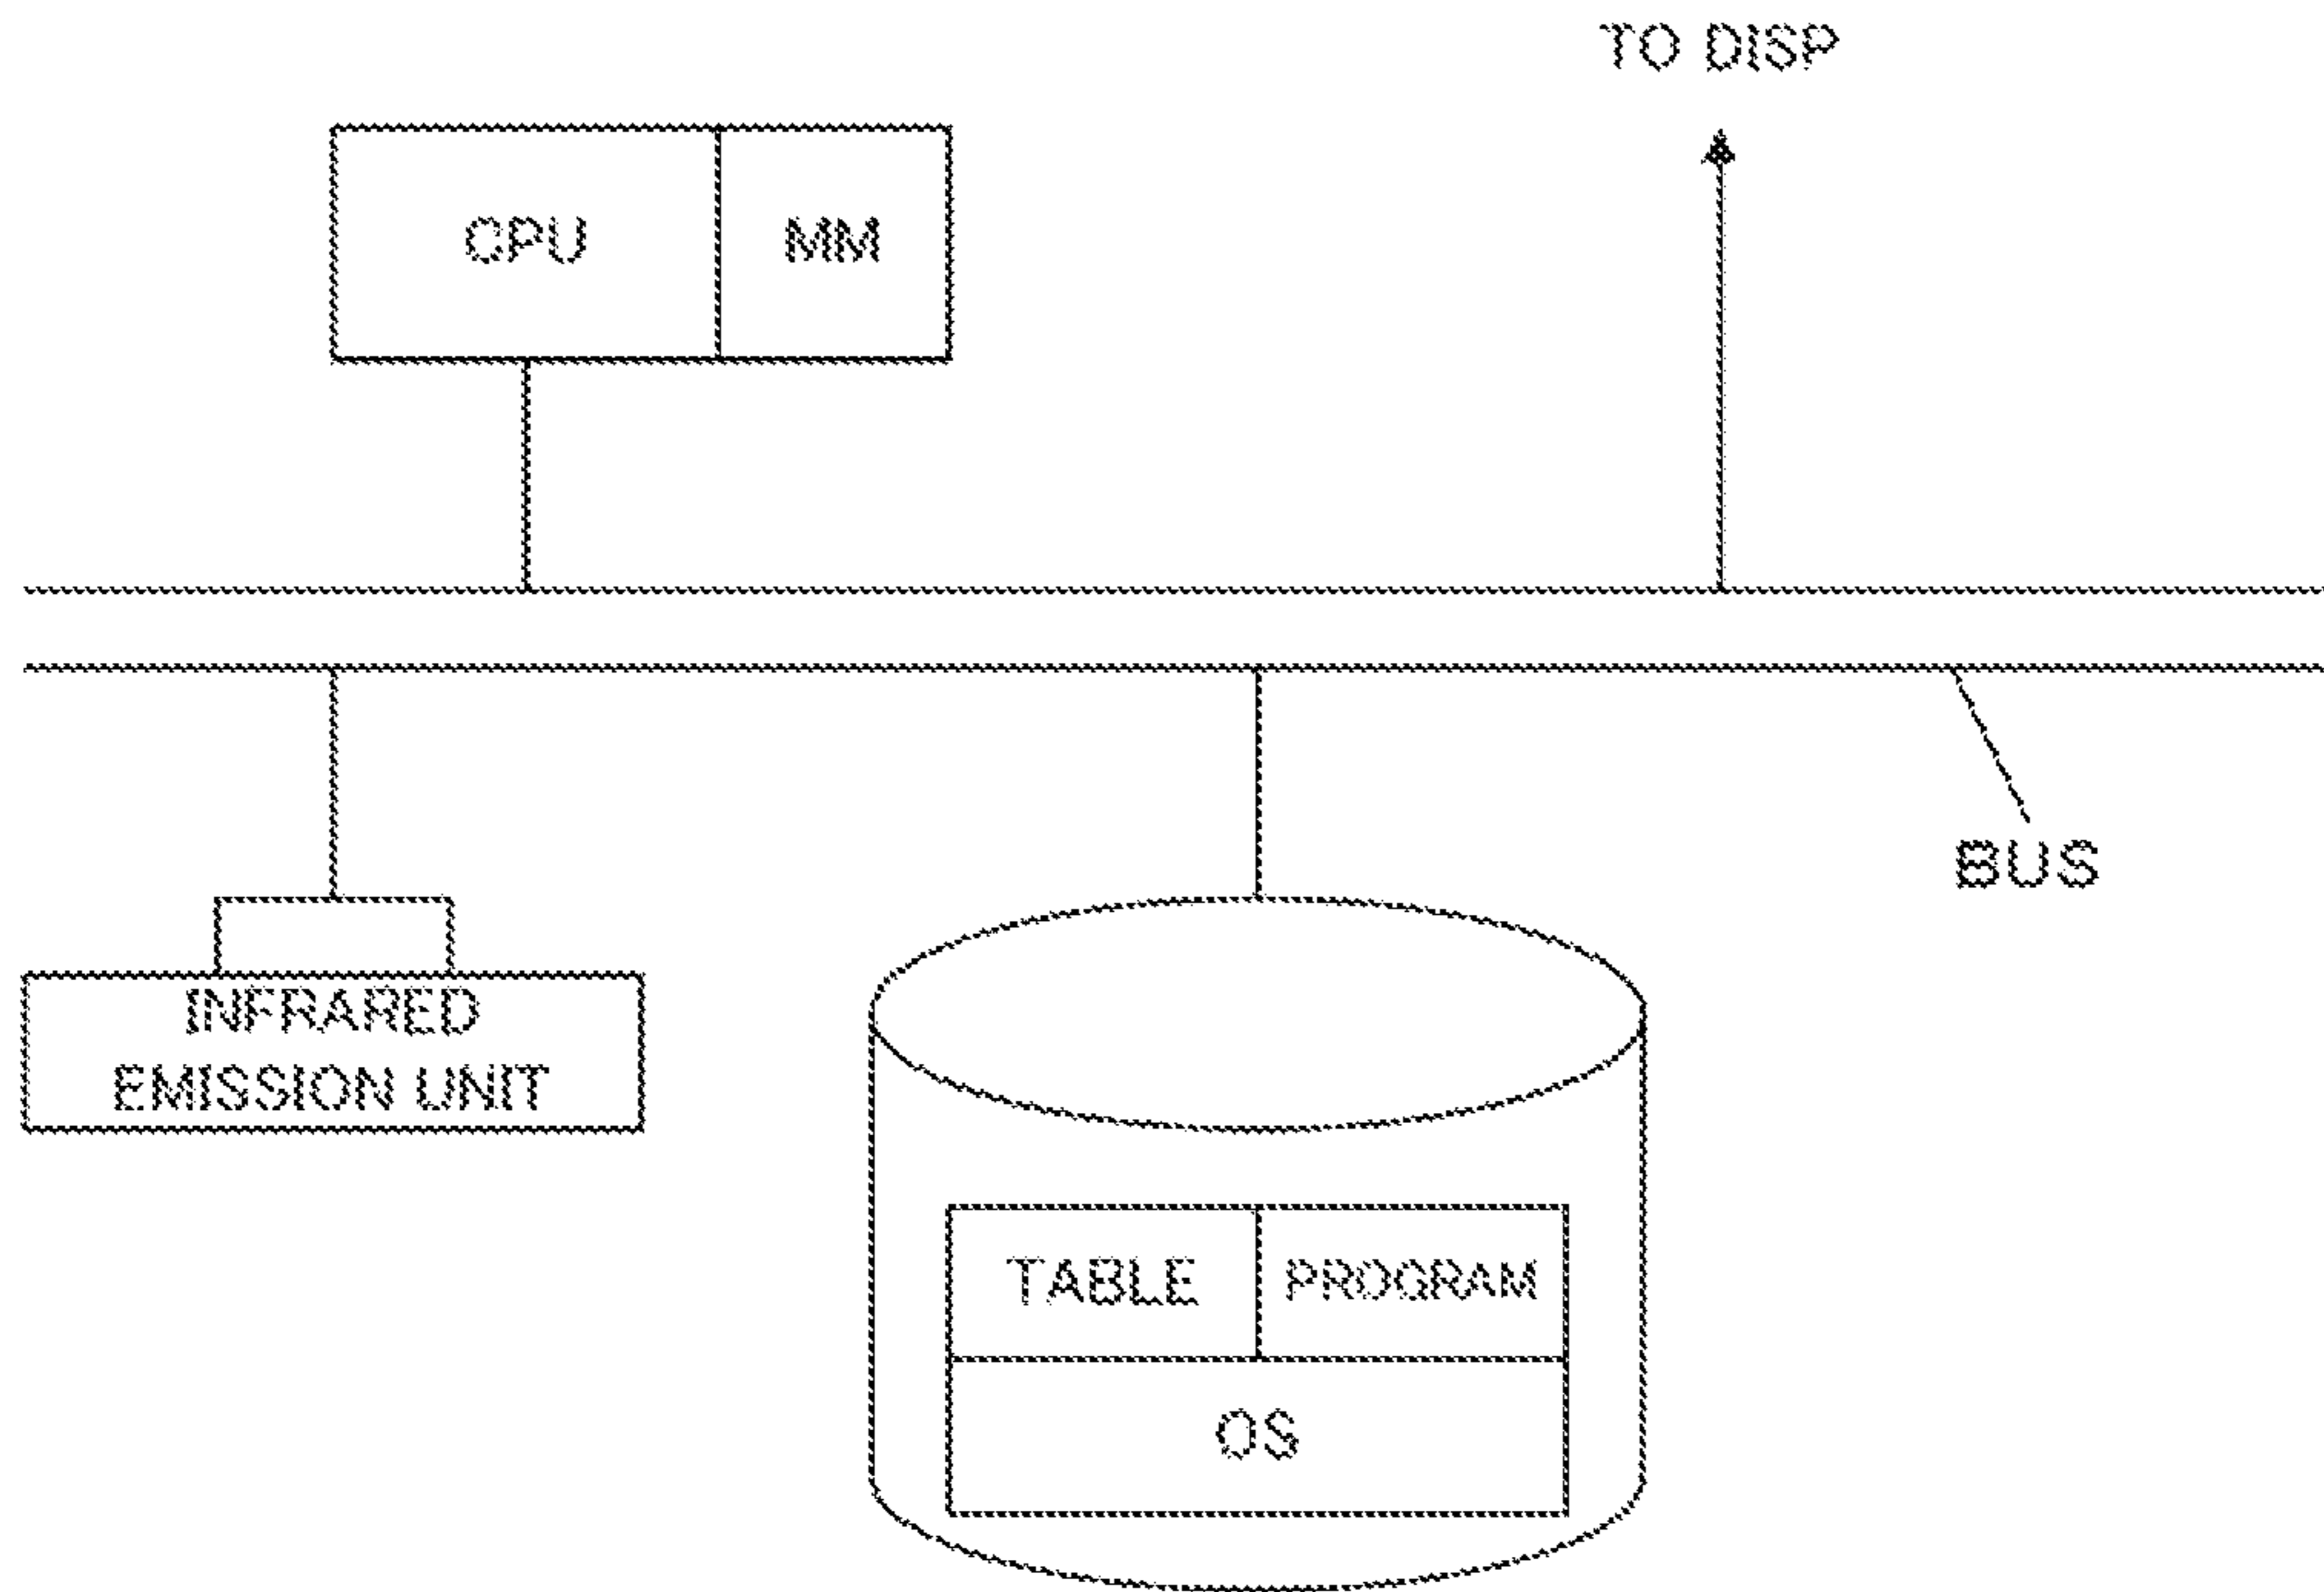 TO DISP
CPU
MM
BUS
INFRARED
EMISSION UNIT
TABLE
PROGRAM
OS